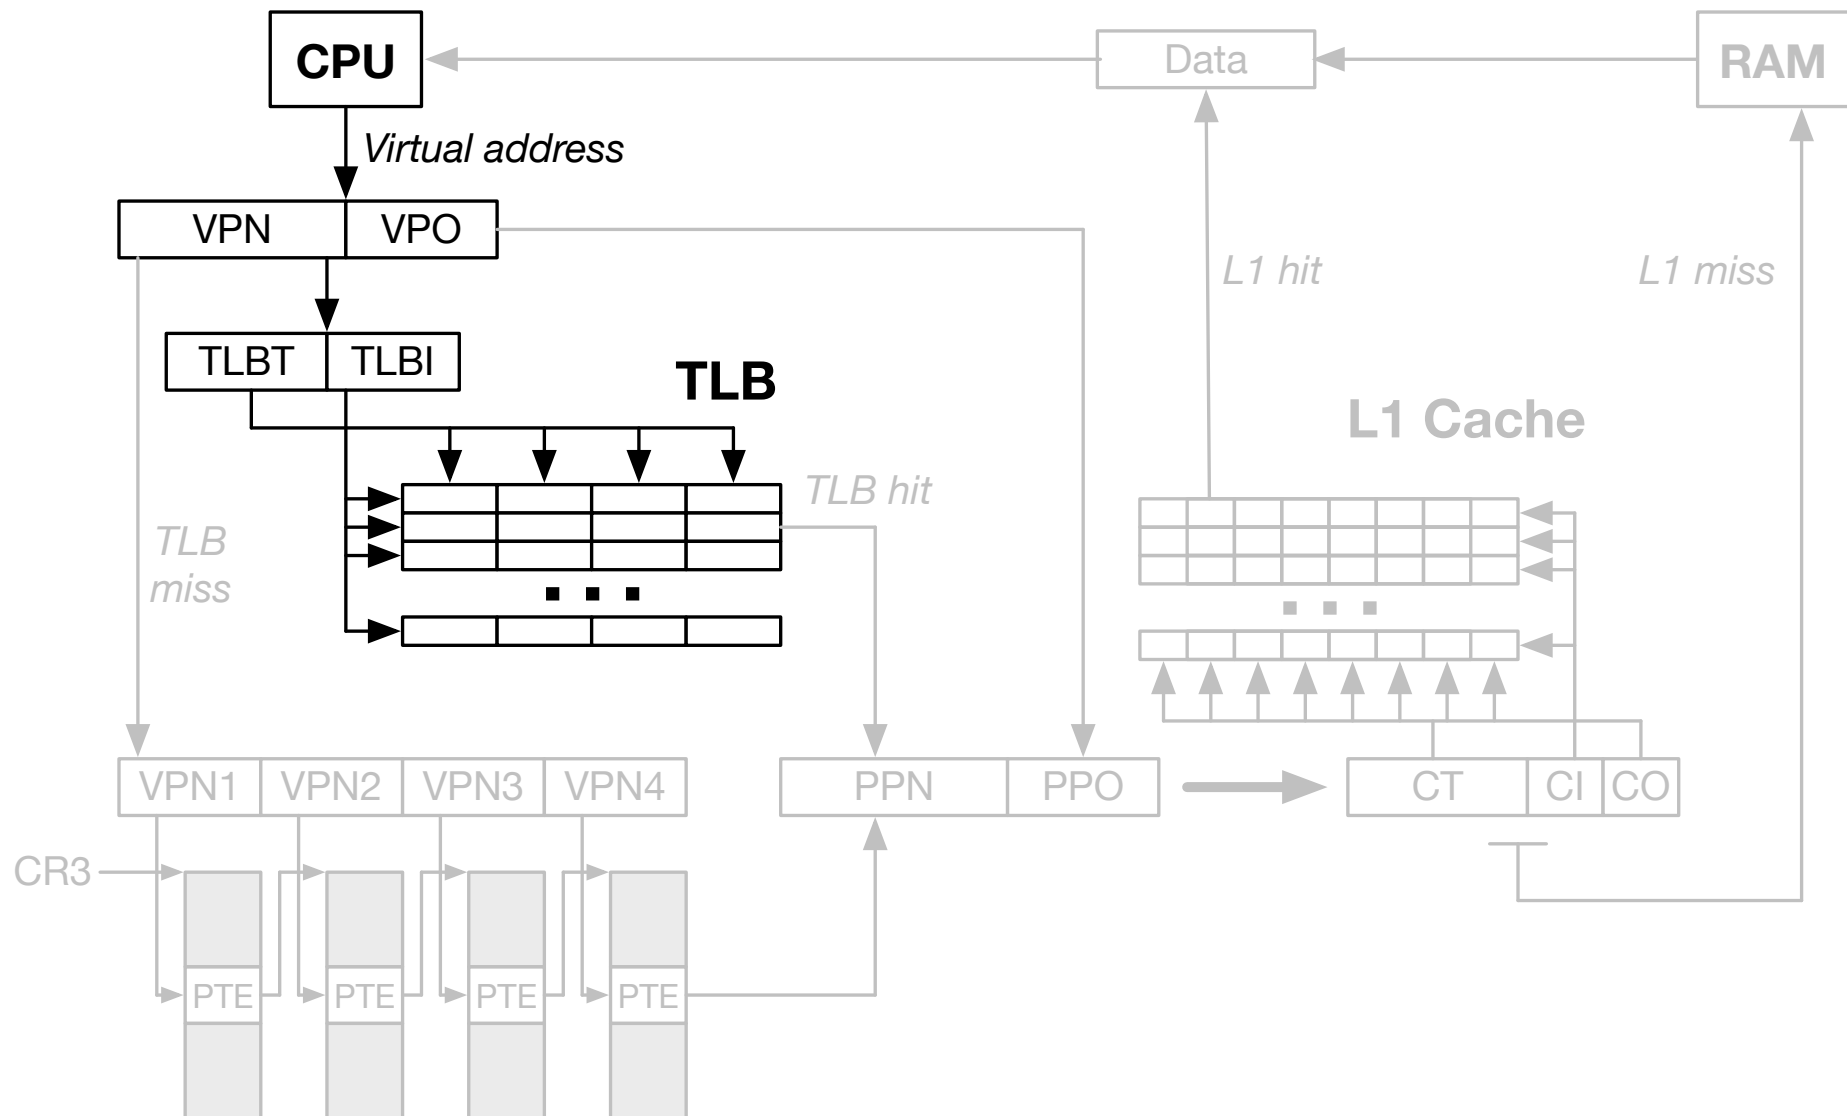 CPU
Data
RAM
Virtual address
VPN VPO
L1 hit
L1 miss
TLBT TLBI
TLB
L1 Cache
TLB hit
TLB
miss
. . .
. . .
VPN1 VPN2 VPN3 VPN4
PPN PPO
CT CI CO
CR3
PTE PTE PTE PTE